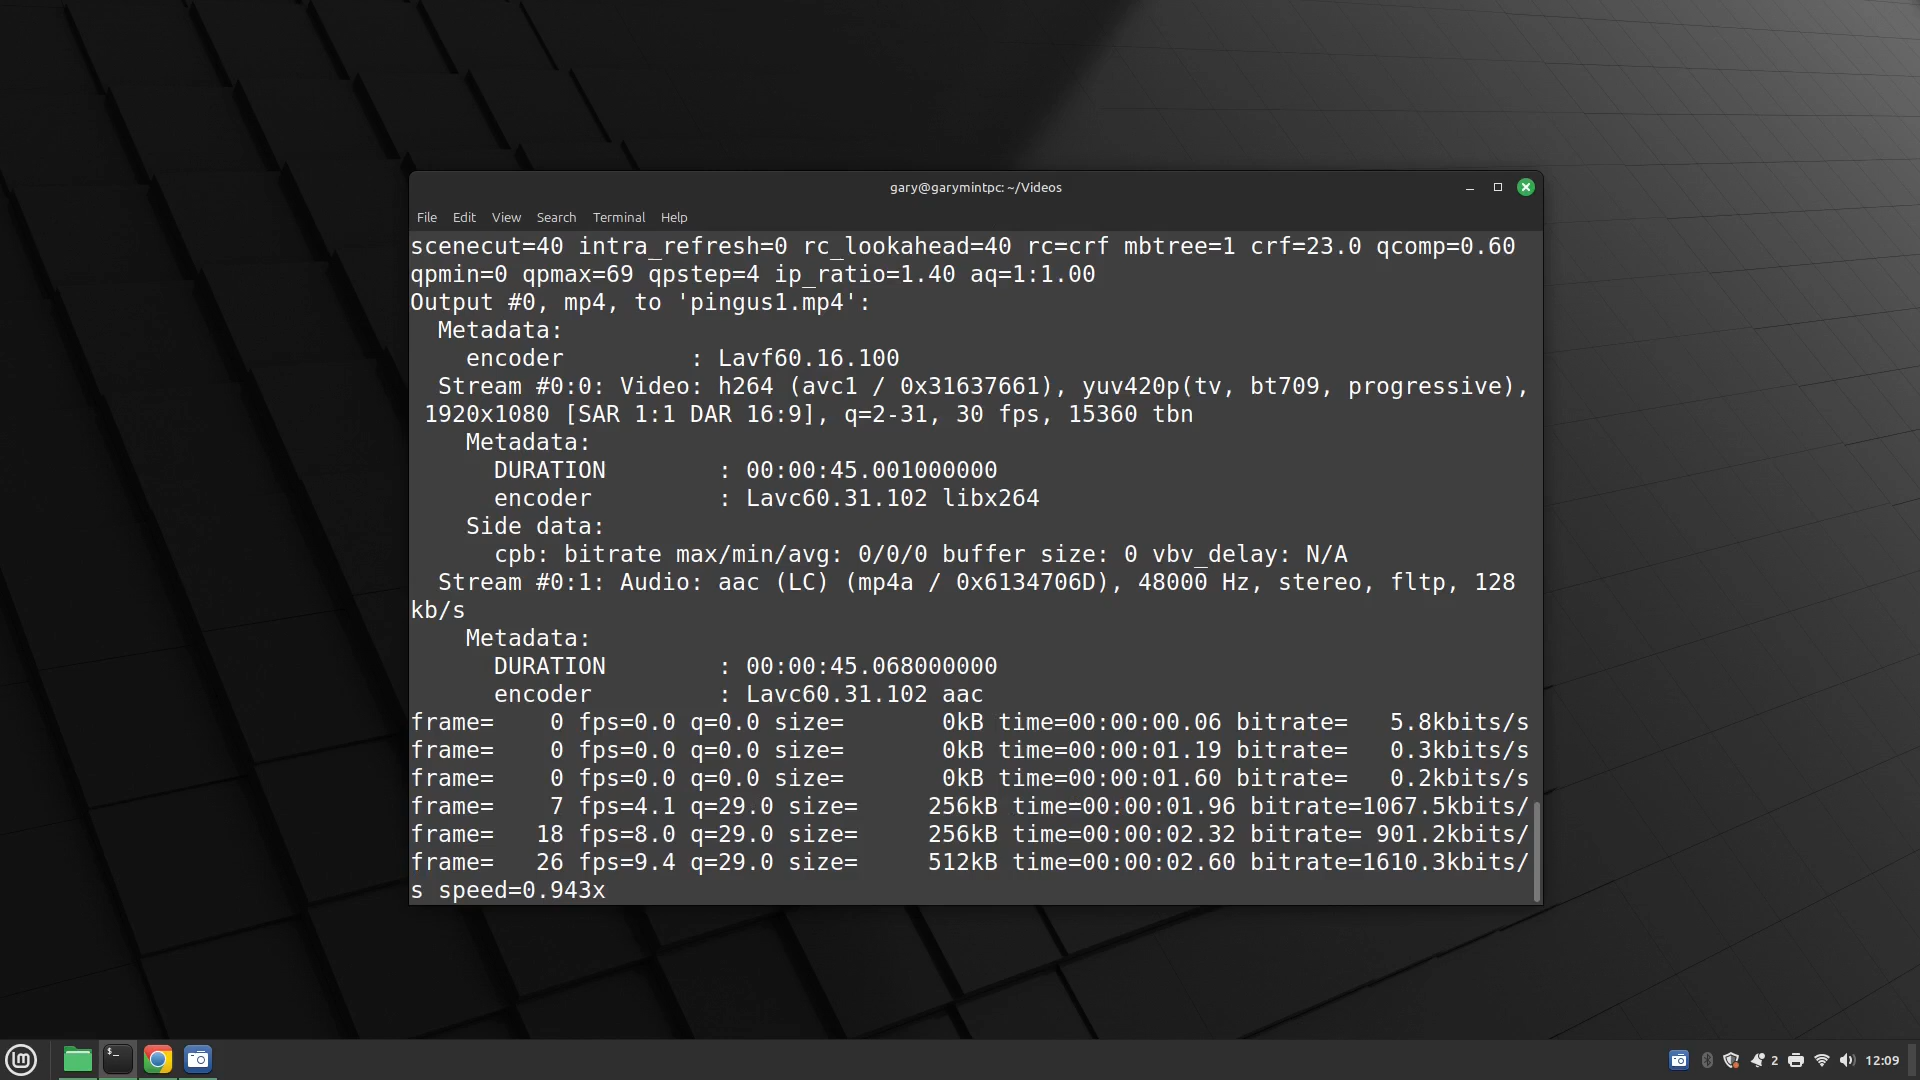 gary@garymintpc: ~/Videos
File Edit View Search Terminal Help
scenecut=40 intra_refresh=0 rc_lookahead=40 rc=crf mbtree=1 crf=23.0 qcomp=0.60
qpmin=0 qpmax=69 qpstep=4 ip_ratio=1.40 aq=1:1.00
Output #0, mp4, to 'pingus1.mp4':
  Metadata:
    encoder         : Lavf60.16.100
  Stream #0:0: Video: h264 (avc1 / 0x31637661), yuv420p(tv, bt709, progressive),
 1920x1080 [SAR 1:1 DAR 16:9], q=2-31, 30 fps, 15360 tbn
    Metadata:
      DURATION        : 00:00:45.001000000
      encoder         : Lavc60.31.102 libx264
    Side data:
      cpb: bitrate max/min/avg: 0/0/0 buffer size: 0 vbv_delay: N/A
  Stream #0:1: Audio: aac (LC) (mp4a / 0x6134706D), 48000 Hz, stereo, fltp, 128
kb/s
    Metadata:
      DURATION        : 00:00:45.068000000
      encoder         : Lavc60.31.102 aac
frame=    0 fps=0.0 q=0.0 size=       0kB time=00:00:00.06 bitrate=   5.8kbits/s
frame=    0 fps=0.0 q=0.0 size=       0kB time=00:00:01.19 bitrate=   0.3kbits/s
frame=    0 fps=0.0 q=0.0 size=       0kB time=00:00:01.60 bitrate=   0.2kbits/s
frame=    7 fps=4.1 q=29.0 size=     256kB time=00:00:01.96 bitrate=1067.5kbits/
frame=   18 fps=8.0 q=29.0 size=     256kB time=00:00:02.32 bitrate= 901.2kbits/
frame=   26 fps=9.4 q=29.0 size=     512kB time=00:00:02.60 bitrate=1610.3kbits/
s speed=0.943x
lm $_ 2 12:09